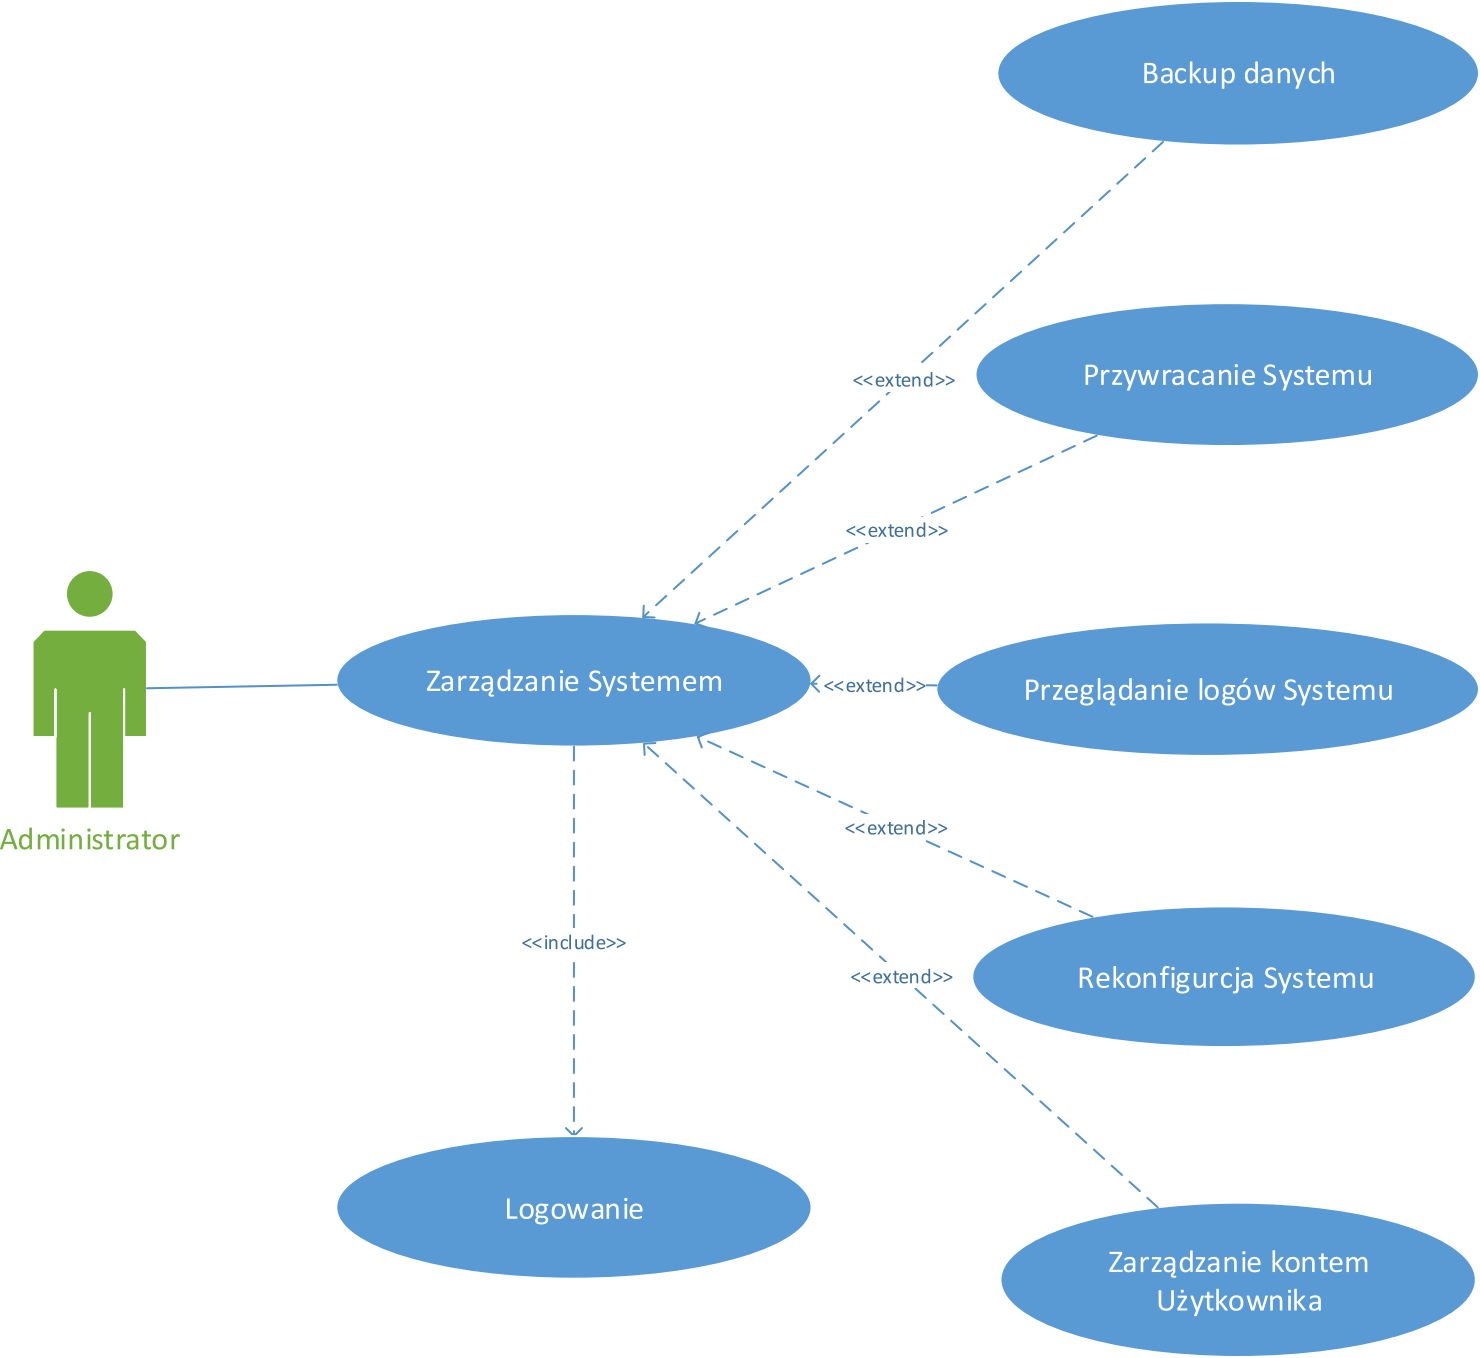 Backup danych
<<extend>>
Przywracanie Systemu
<<extend>>
Zarządzanie Systemem
<<extend>>
Przeglądanie logów Systemu
Administrator
<<extend>>
<<include>>
<<extend>>
Rekonfigurcja Systemu
Logowanie
Zarządzanie kontem
Użytkownika